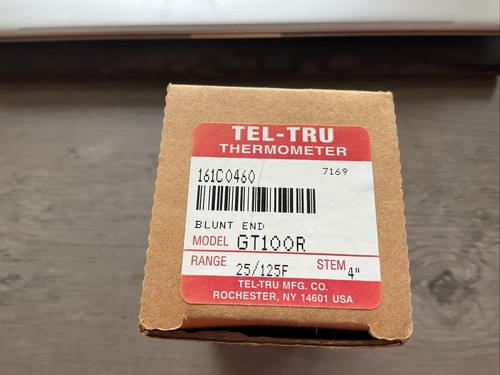 TEL-TRU
THERMOMETER
161C0460 7169
BLUNT END
MODEL GT100R
RANGE 25/125F STEM 4"
TEL-TRU MFG. CO.
ROCHESTER, NY 14601 USA